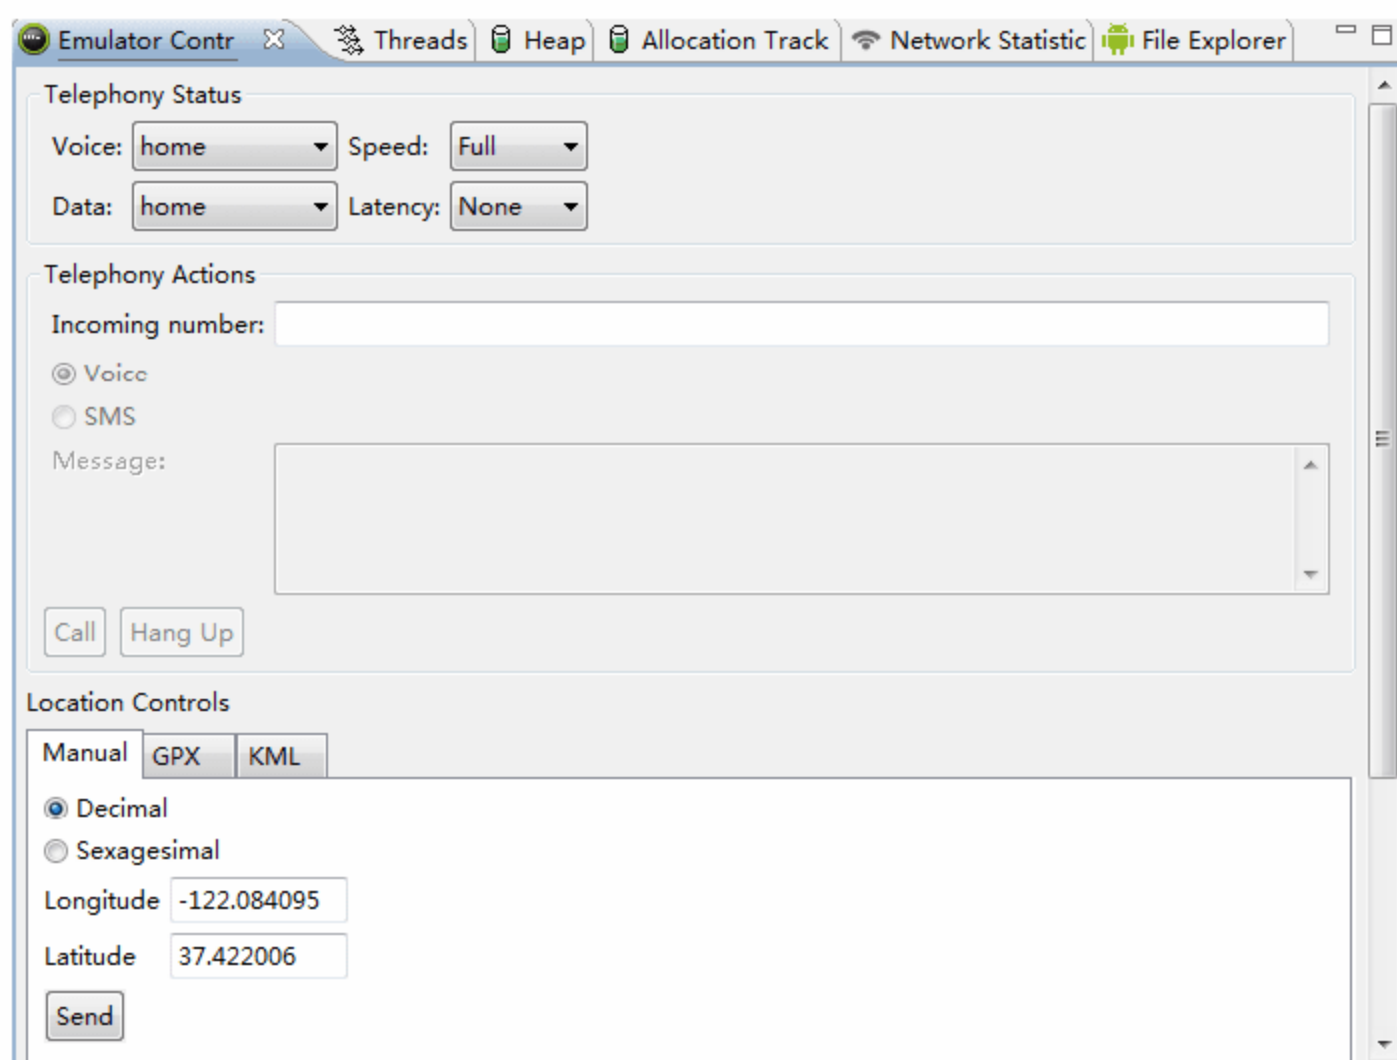 Emulator Contr Threads Heap Allocation Track Network Statistic File Explorer
Telephony Status
Voice: home Speed: Full
Data: home Latency: None
Telephony Actions
Incoming number:
Voice
SMS
Message:
Call Hang Up
Location Controls
Manual GPX KML
Decimal
Sexagesimal
Longitude -122.084095
Latitude 37.422006
Send